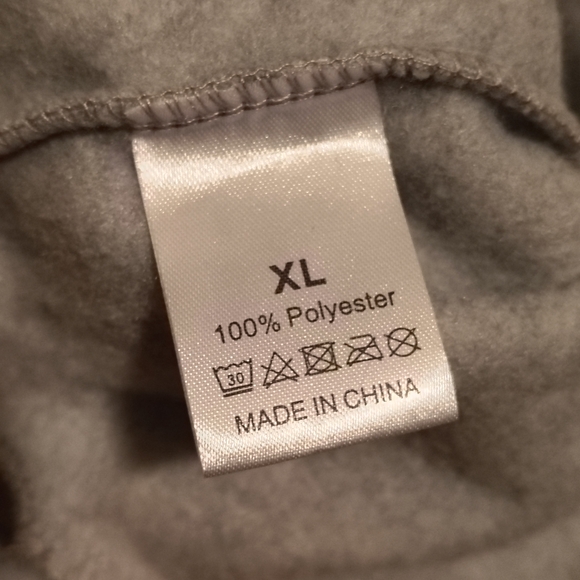 XL
100% Polyester
30
MADE IN CHINA